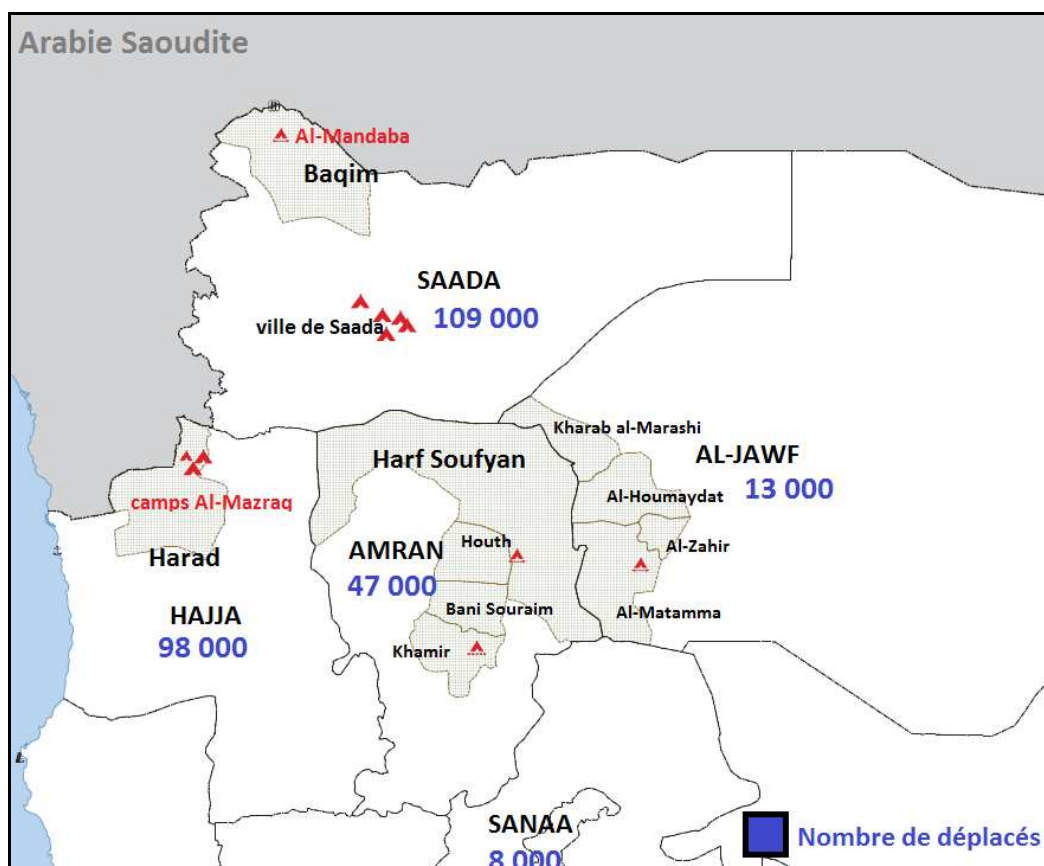 Arabie Saoudite
Al-Mandaba
Baqim
SAADA
109 000
ville de Saada
Kharab al-Marashi
Harf Soufyan
AL-JAWF
13 000
Al-Houmaydat
camps Al-Mazraq
Harad
AMRAN
47 000
Houth
Al-Zahir
Bani Souraim
Al-Matamma
HAJJA
98 000
Khamir
SANAA
8 000
Nombre de déplacés